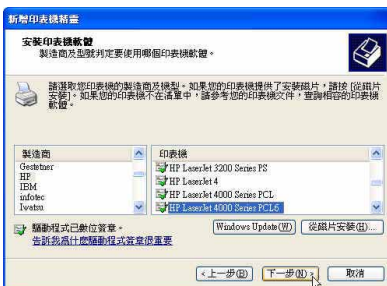 新增印表機精靈
安裝印表機軟體
製造商及型號判定要使用哪個印表機軟體。
請選取您印表機的製造商及機型。如果您的印表機提供了安裝磁片，請按 [從磁片
安裝]。如果您的印表機不在清單中，請參考您的印表機文件，查詢相容的印表機
軟體。
製造商
Gestetner
HP
IBM
infotec
Iwatsu
印表機
HP LaserJet 3200 Series PS
HP LaserJet 4
HP LaserJet 4000 Series PCL
HP LaserJet 4000 Series PCL6
驅動程式已數位簽章。
告訴我為什麼驅動程式簽章很重要
Windows Update(W)
從磁片安裝(H)...
<上一步(B)
下一步(N)>
取消